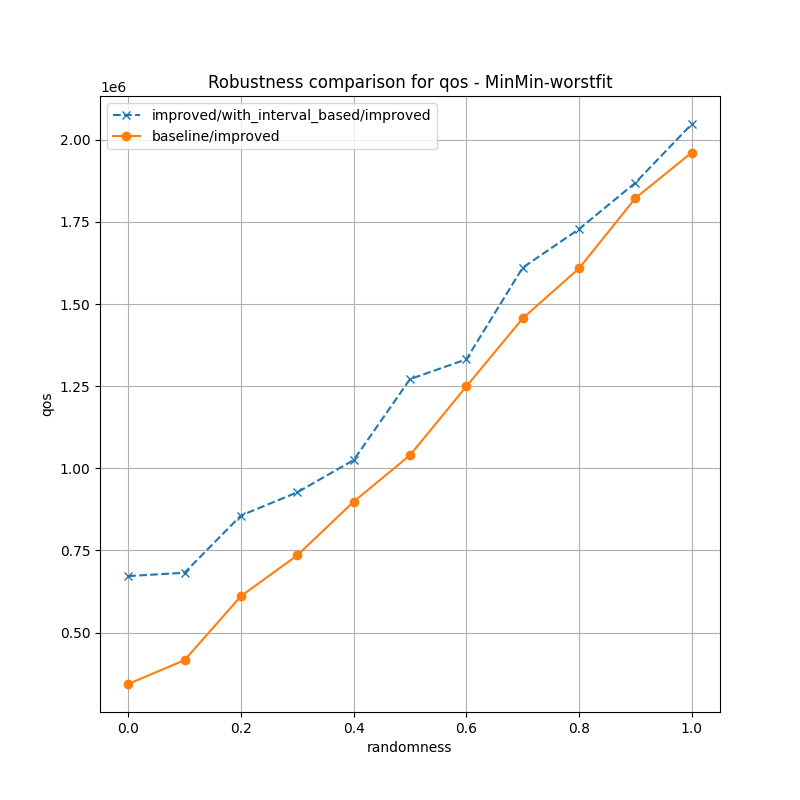 Robustness comparison for qos - MinMin-worstfit
1e6
improved/with_interval_based/improved
baseline/improved
2.00
1.75
1.50
1.25
1.00
0.75
0.50
qos
0.0 0.2 0.4 0.6 0.8 1.0
randomness